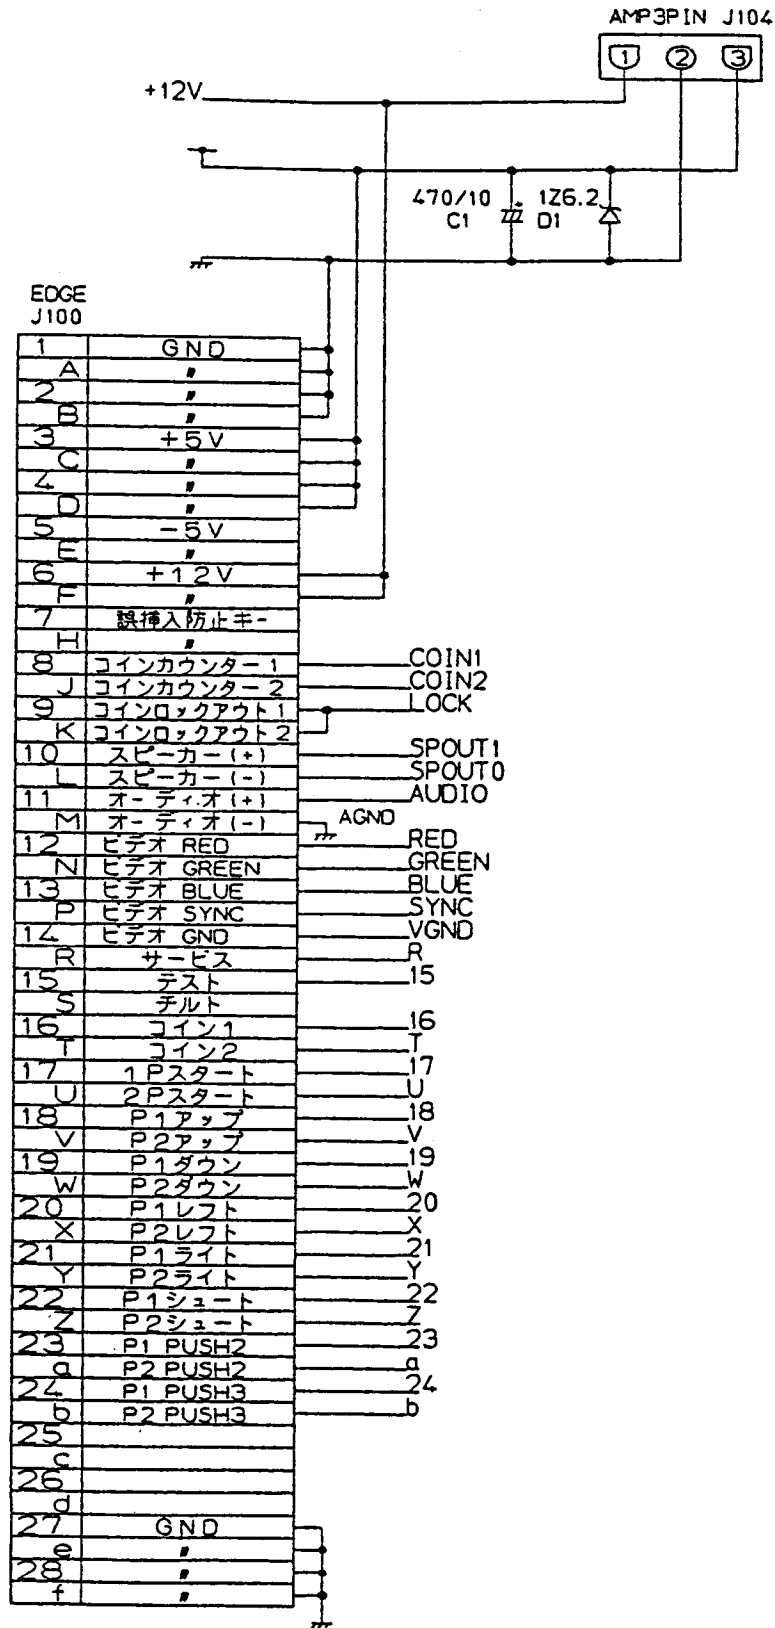 AMP3PIN J104
1 2 3
+12V
470/10
C1
1Z6.2
D1
EDGE
J100
1 GND
A 〃
2 〃
B 〃
3 +5V
C 〃
4 〃
D 〃
5 -5V
E 〃
6 +12V
F 〃
7 誤挿入防止キー
H 〃
8 コインカウンター1 COIN1
J コインカウンター2 COIN2
9 コインロックアウト1 LOCK
K コインロックアウト2
10 スピーカー(+) SPOUT1
L スピーカー(-) SPOUT0
11 オーディオ(+) AUDIO
M オーディオ(-) AGND
12 ビデオ RED RED
N ビデオ GREEN GREEN
13 ビデオ BLUE BLUE
P ビデオ SYNC SYNC
14 ビデオ GND VGND
R サービス R
15 テスト 15
S チルト
16 コイン1 16
T コイン2 T
17 1Pスタート 17
U 2Pスタート U
18 P1アップ 18
V P2アップ V
19 P1ダウン 19
W P2ダウン W
20 P1レフト 20
X P2レフト X
21 P1ライト 21
Y P2ライト Y
22 P1シュート 22
Z P2シュート Z
23 P1 PUSH2 23
a P2 PUSH2 a
24 P1 PUSH3 24
b P2 PUSH3 b
25
c
26
d
27 GND
e 〃
28 〃
f 〃